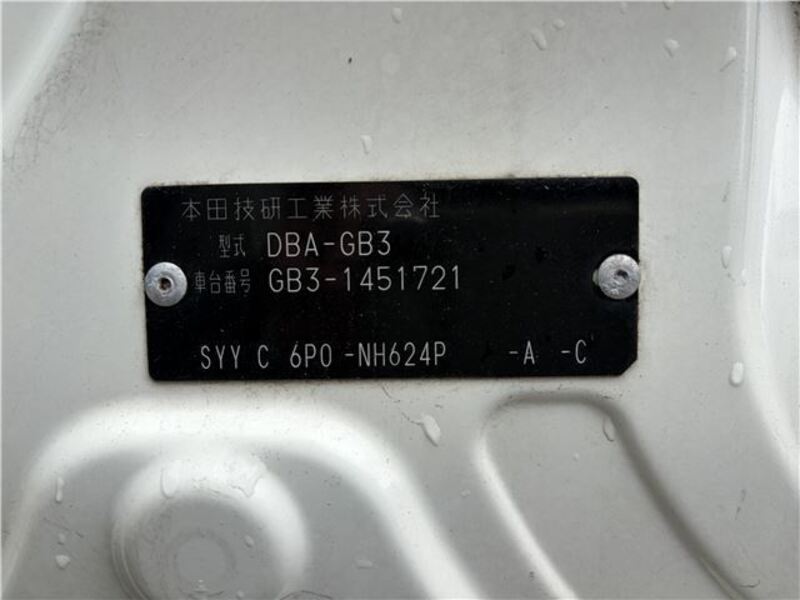 本田技研工業株式会社
型式 DBA-GB3
車台番号 GB3-1451721
SYY C 6P0 -NH624P -A -C